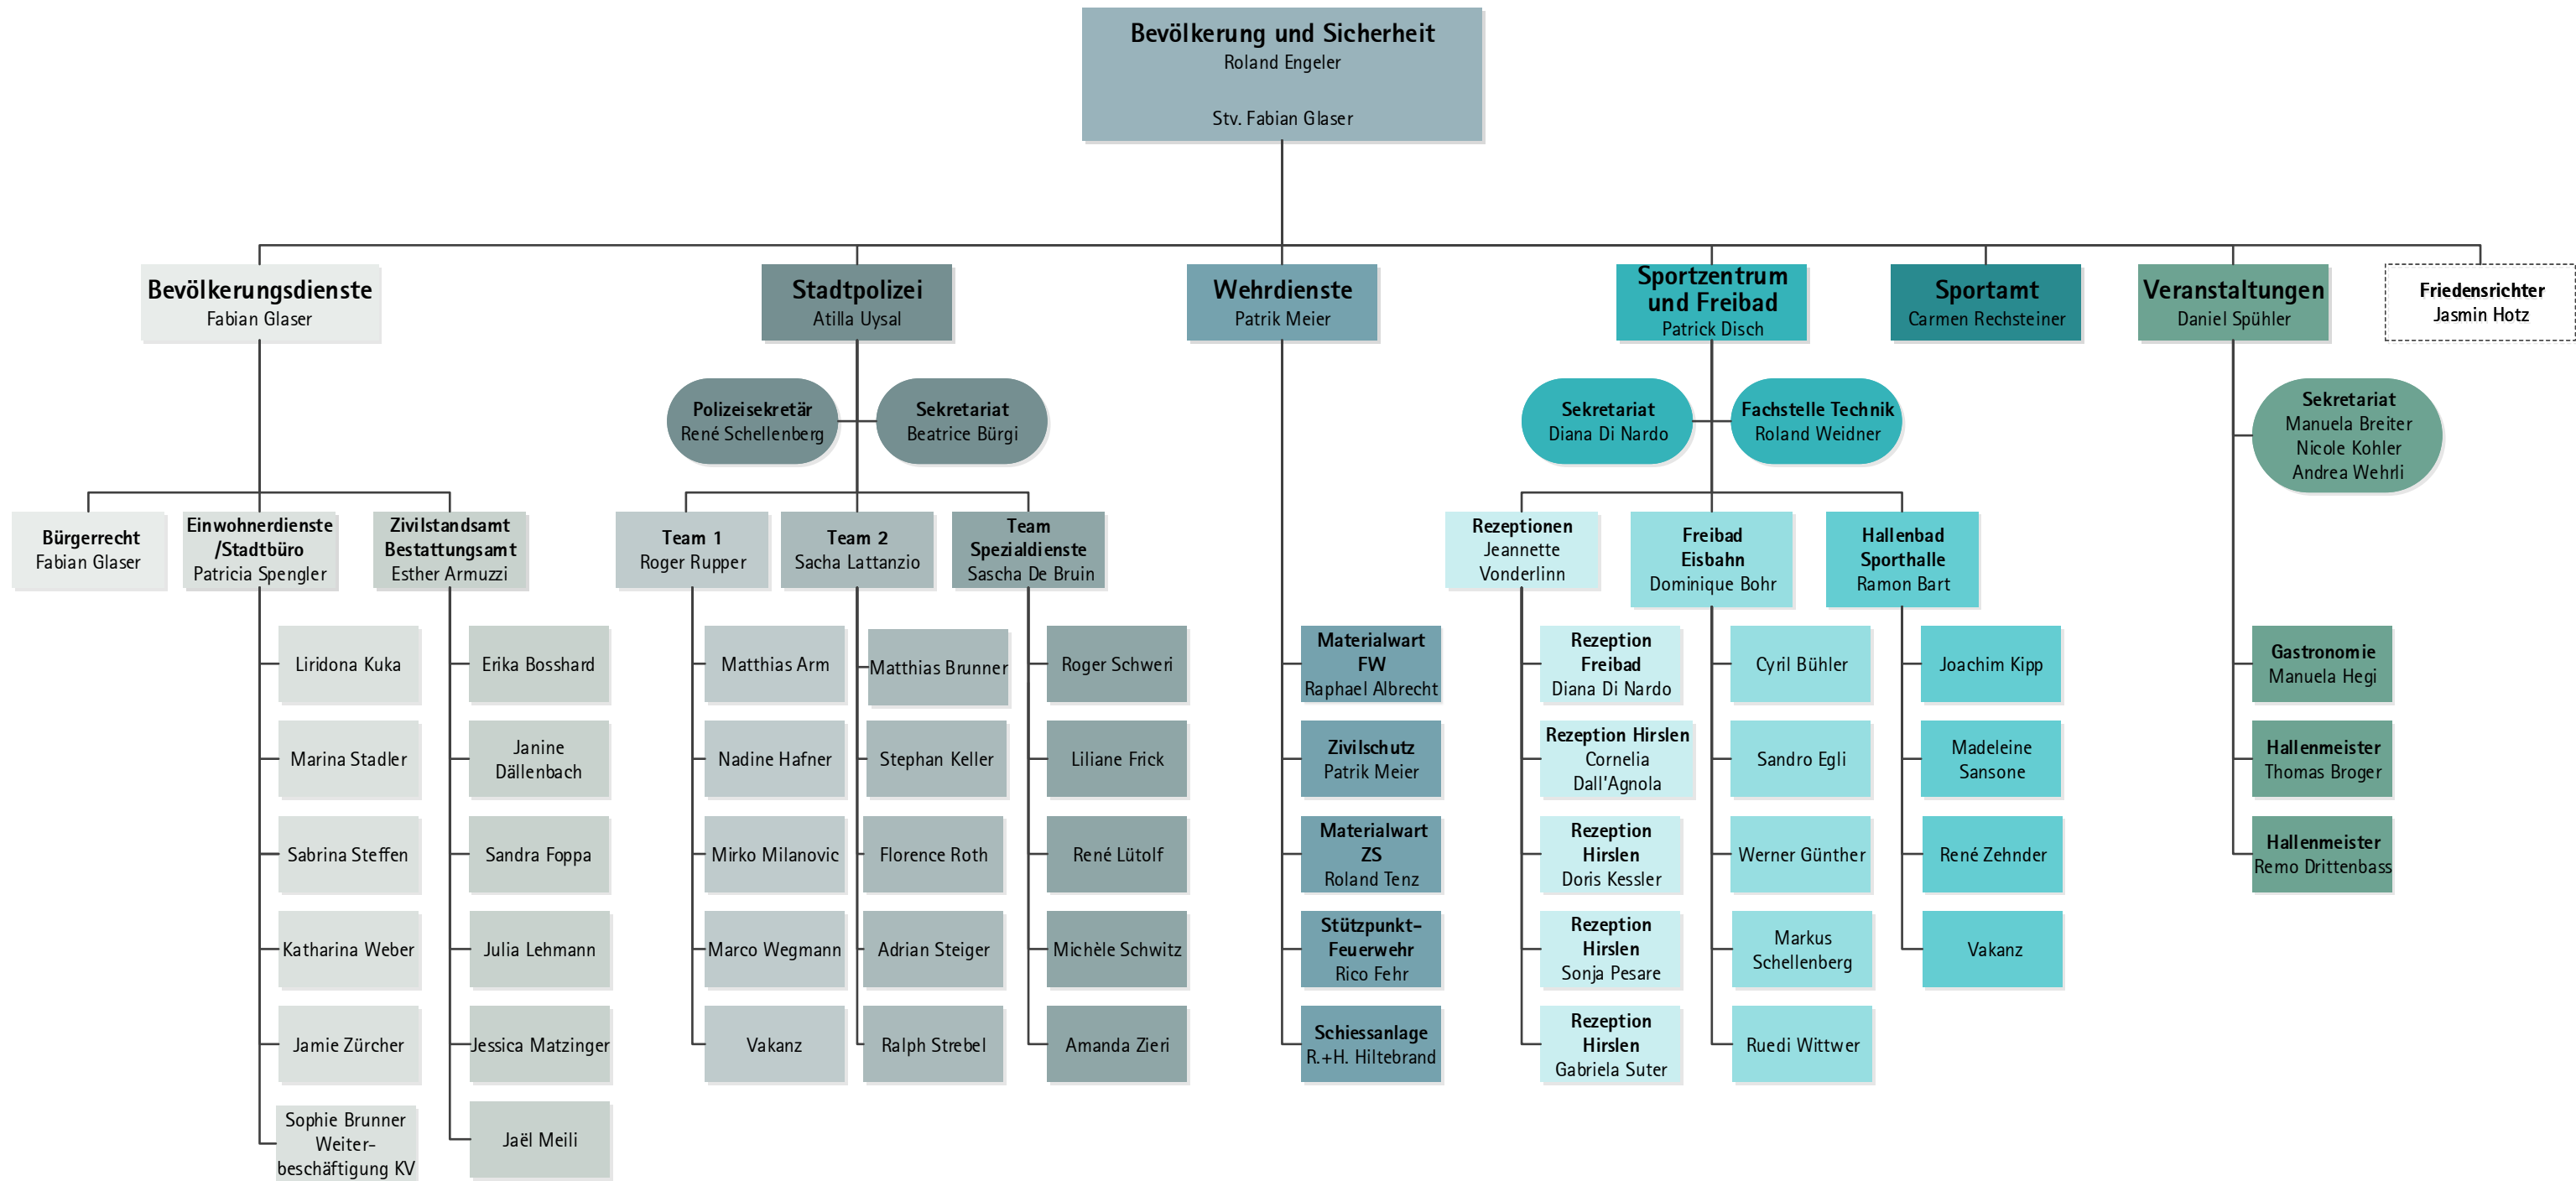 Bevölkerung und Sicherheit
Roland Engeler
Stv. Fabian Glaser
Bevölkerungsdienste
Fabian Glaser
Stadtpolizei
Atilla Uysal
Wehrdienste
Patrik Meier
Sportzentrum
und Freibad
Patrick Disch
Sportamt
Carmen Rechsteiner
Veranstaltungen
Daniel Spühler
Friedensrichter
Jasmin Hotz
Polizeisekretär
René Schellenberg
Sekretariat
Beatrice Bürgi
Sekretariat
Diana Di Nardo
Fachstelle Technik
Roland Weidner
Sekretariat
Manuela Breiter
Nicole Kohler
Andrea Wehrli
Bürgerrecht
Fabian Glaser
Einwohnerdienste
/Stadtbüro
Patricia Spengler
Zivilstandsamt
Bestattungsamt
Esther Armuzzi
Team 1
Roger Rupper
Team 2
Sacha Lattanzio
Team
Spezialdienste
Sascha De Bruin
Rezeptionen
Jeannette
Vonderlinn
Freibad
Eisbahn
Dominique Bohr
Hallenbad
Sporthalle
Ramon Bart
Liridona Kuka
Marina Stadler
Sabrina Steffen
Katharina Weber
Jamie Zürcher
Sophie Brunner
Weiter-
beschäftigung KV
Erika Bosshard
Janine
Dällenbach
Sandra Foppa
Julia Lehmann
Jessica Matzinger
Jaël Meili
Matthias Arm
Nadine Hafner
Mirko Milanovic
Marco Wegmann
Vakanz
Matthias Brunner
Stephan Keller
Florence Roth
Adrian Steiger
Ralph Strebel
Roger Schweri
Liliane Frick
René Lütolf
Michèle Schwitz
Amanda Zieri
Materialwart
FW
Raphael Albrecht
Zivilschutz
Patrik Meier
Materialwart
ZS
Roland Tenz
Stützpunkt-
Feuerwehr
Rico Fehr
Schiessanlage
R.+H. Hiltebrand
Rezeption
Freibad
Diana Di Nardo
Rezeption Hirslen
Cornelia
Dall'Agnola
Rezeption
Hirslen
Doris Kessler
Rezeption
Hirslen
Sonja Pesare
Rezeption
Hirslen
Gabriela Suter
Cyril Bühler
Sandro Egli
Werner Günther
Markus
Schellenberg
Ruedi Wittwer
Joachim Kipp
Madeleine
Sansone
René Zehnder
Vakanz
Gastronomie
Manuela Hegi
Hallenmeister
Thomas Broger
Hallenmeister
Remo Drittenbass